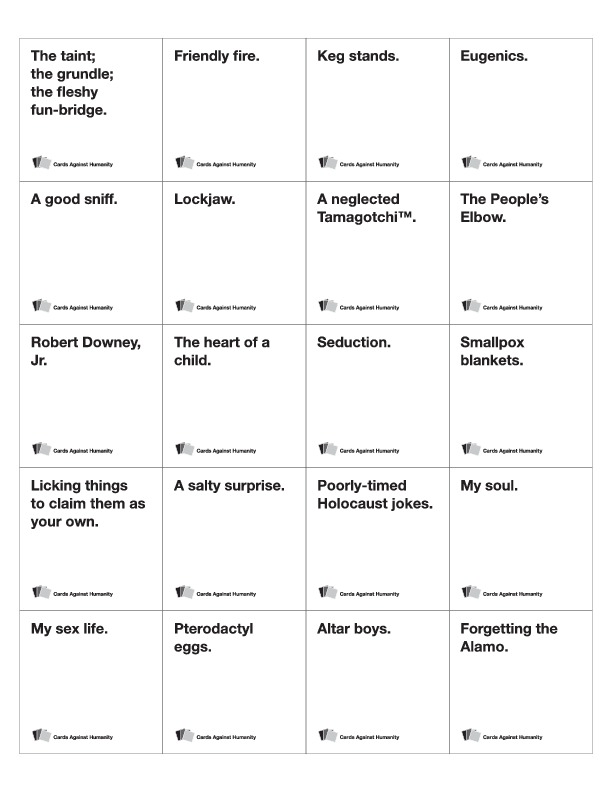 The taint;
the grundle;
the fleshy
fun-bridge.
Cards Against Humanity
Friendly fire.
Cards Against Humanity
Keg stands.
Cards Against Humanity
Eugenics.
Cards Against Humanity
A good sniff.
Cards Against Humanity
Lockjaw.
Cards Against Humanity
A neglected
Tamagotchi™.
Cards Against Humanity
The People’s
Elbow.
Cards Against Humanity
Robert Downey,
Jr.
Cards Against Humanity
The heart of a
child.
Cards Against Humanity
Seduction.
Cards Against Humanity
Smallpox
blankets.
Cards Against Humanity
Licking things
to claim them as
your own.
Cards Against Humanity
A salty surprise.
Cards Against Humanity
Poorly-timed
Holocaust jokes.
Cards Against Humanity
My soul.
Cards Against Humanity
My sex life.
Cards Against Humanity
Pterodactyl
eggs.
Cards Against Humanity
Altar boys.
Cards Against Humanity
Forgetting the
Alamo.
Cards Against Humanity